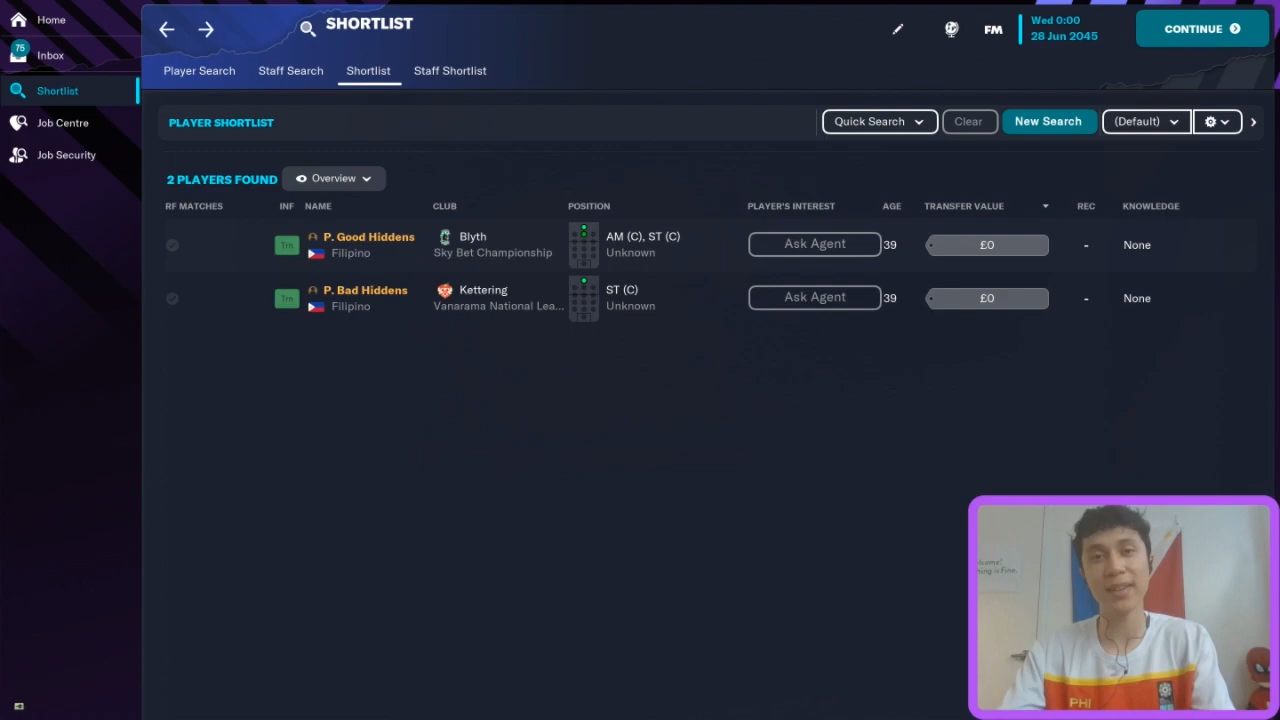 Home
SHORTLIST
FM
Wed 0:00
28 Jun 2045
CONTINUE
75
Inbox
Player Search
Staff Search
Shortlist
Staff Shortlist
Shortlist
Job Centre
Job Security
PLAYER SHORTLIST
Quick Search
Clear
New Search
(Default)
2 PLAYERS FOUND
Overview
RF MATCHES
INF
NAME
CLUB
POSITION
PLAYER'S INTEREST
AGE
TRANSFER VALUE
REC
KNOWLEDGE
Trn
P. Good Hiddens
Filipino
Blyth
Sky Bet Championship
AM (C), ST (C)
Unknown
Ask Agent
39
£0
-
None
Trn
P. Bad Hiddens
Filipino
Kettering
Vanarama National Lea...
ST (C)
Unknown
Ask Agent
39
£0
-
None
PHI